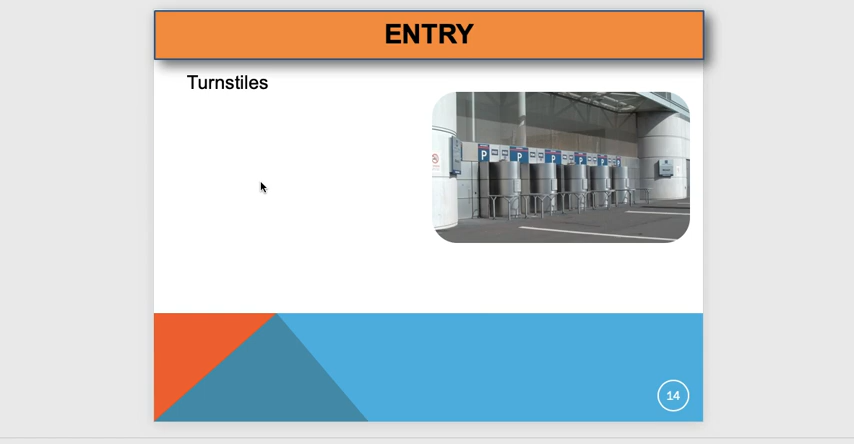 ENTRY
Turnstiles
P P P P P
14